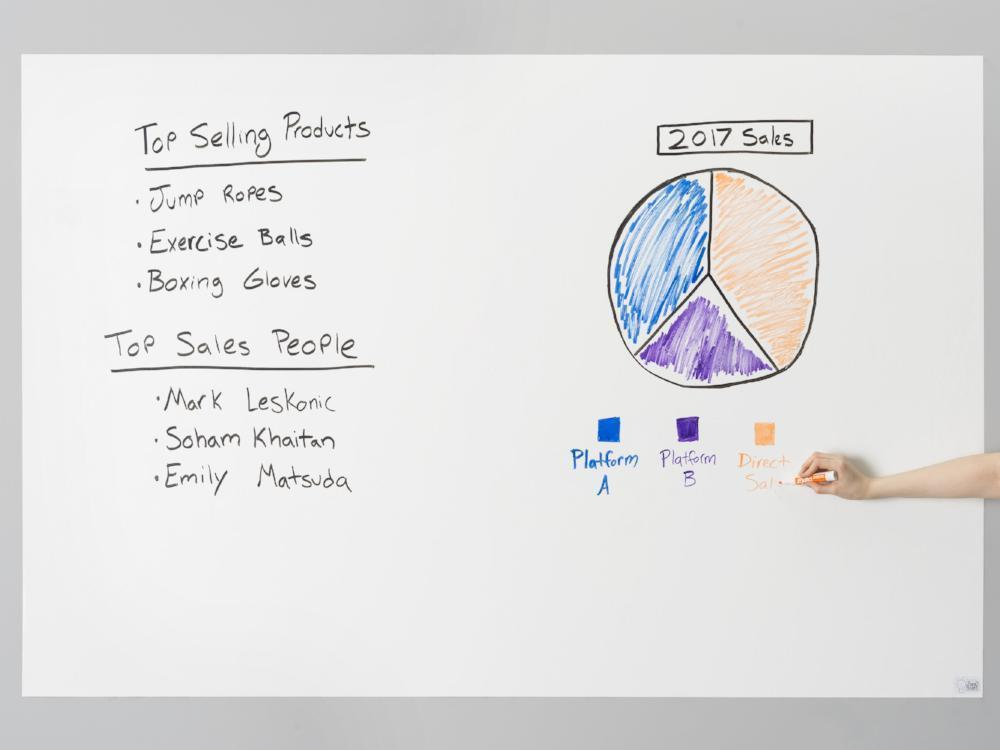 Top Selling Products
· Jump Ropes
· Exercise Balls
· Boxing Gloves
Top Sales People
· Mark Leskonic
· Soham Khaitan
· Emily Matsuda
2017 Sales
Platform
A
Platform
B
Direct
Sal